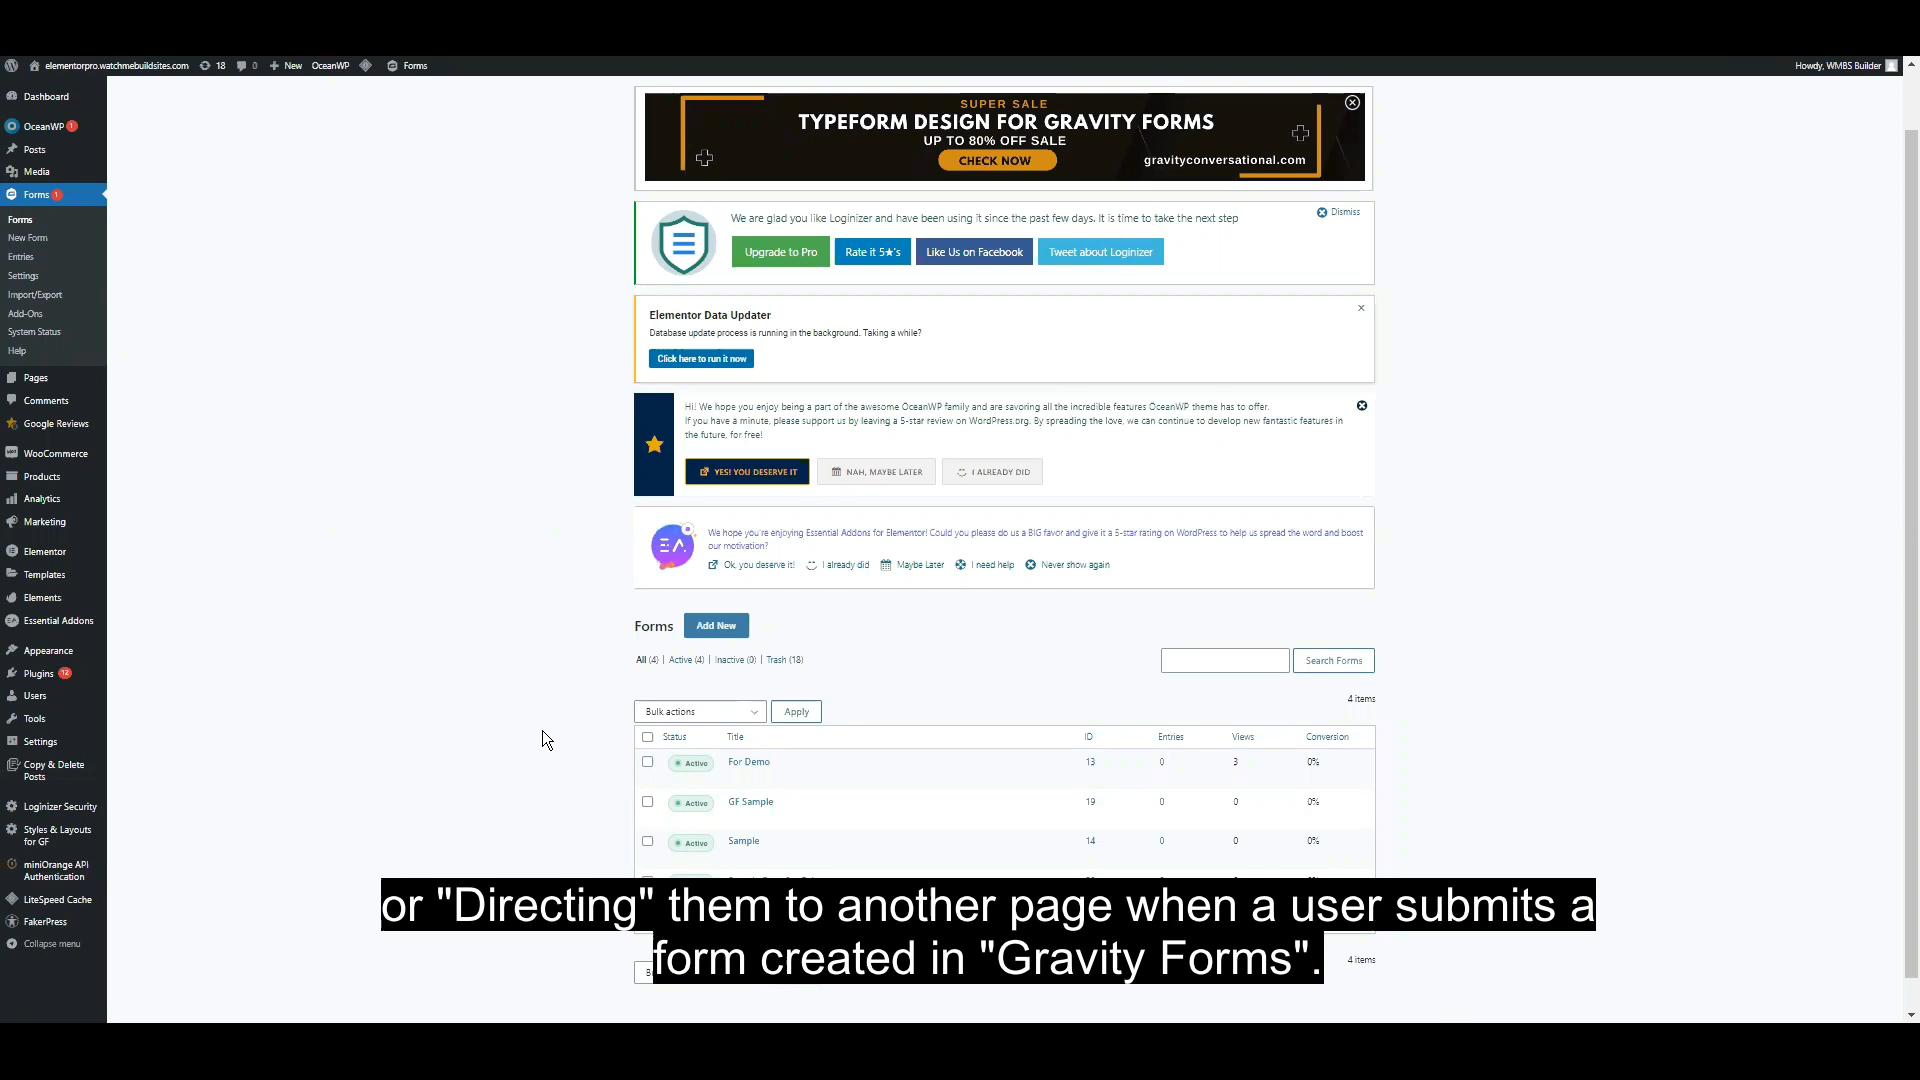 elementorpro.watchmebuildsites.com 18 0 New OceanWP Forms Howdy, WMBS Builder
Dashboard
OceanWP 1
Posts
Media
Forms 1
Forms
New Form
Entries
Settings
Import/Export
Add-Ons
System Status
Help
Pages
Comments
Google Reviews
WooCommerce
Products
Analytics
Marketing
Elementor
Templates
Elements
Essential Addons
Appearance
Plugins 12
Users
Tools
Settings
Copy & Delete
Posts
Loginizer Security
Styles & Layouts
for GF
miniOrange API
Authentication
LiteSpeed Cache
FakerPress
Collapse menu
SUPER SALE
TYPEFORM DESIGN FOR GRAVITY FORMS
UP TO 80% OFF SALE
CHECK NOW gravityconversational.com
We are glad you like Loginizer and have been using it since the past few days. It is time to take the next step Dismiss
Upgrade to Pro Rate it 5★'s Like Us on Facebook Tweet about Loginizer
Elementor Data Updater
Database update process is running in the background. Taking a while?
Click here to run it now
Hi! We hope you enjoy being a part of the awesome OceanWP family and are savoring all the incredible features OceanWP theme has to offer.
If you have a minute, please support us by leaving a 5-star review on WordPress.org. By spreading the love, we can continue to develop new fantastic features in
the future, for free!
YES! YOU DESERVE IT NAH, MAYBE LATER I ALREADY DID
We hope you're enjoying Essential Addons for Elementor! Could you please do us a BIG favor and give it a 5-star rating on WordPress to help us spread the word and boost
our motivation?
Ok, you deserve it! I already did Maybe Later I need help Never show again
Forms Add New
All (4) | Active (4) | Inactive (0) | Trash (18)
Search Forms
4 items
Bulk actions Apply
Status Title ID Entries Views Conversion
Active For Demo 13 0 3 0%
Active GF Sample 19 0 0 0%
Active Sample 14 0 0 0%
or "Directing" them to another page when a user submits a
form created in "Gravity Forms".
4 items